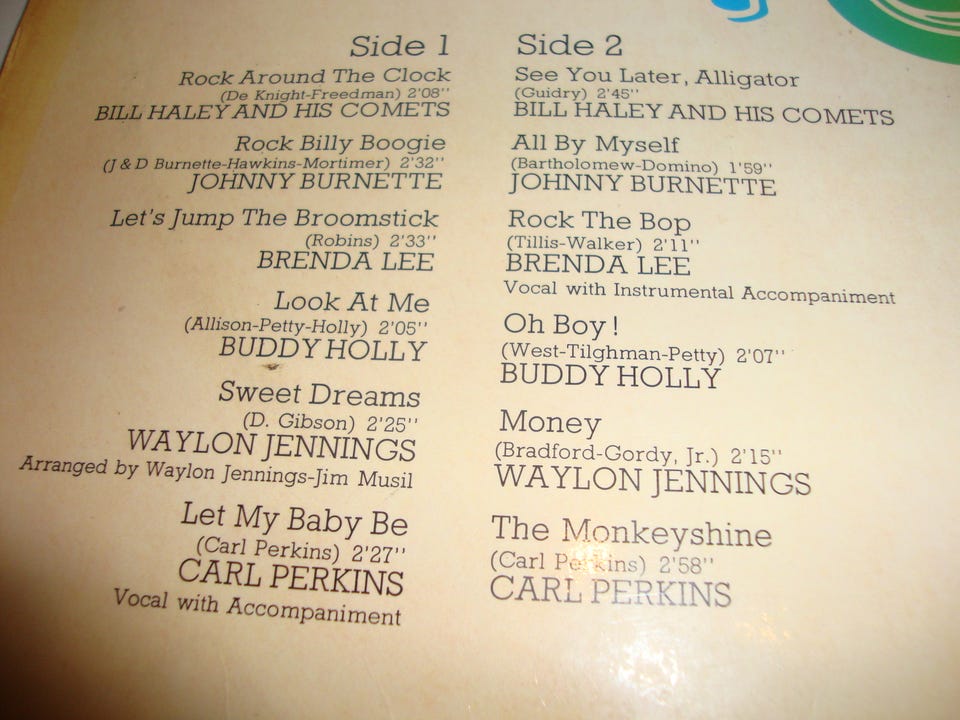 Side 1
Rock Around The Clock
(De Knight-Freedman) 2'08''
BILL HALEY AND HIS COMETS
Rock Billy Boogie
(J & D Burnette-Hawkins-Mortimer) 2'32''
JOHNNY BURNETTE
Let's Jump The Broomstick
(Robins) 2'33''
BRENDA LEE
Look At Me
(Allison-Petty-Holly) 2'05''
BUDDY HOLLY
Sweet Dreams
(D. Gibson) 2'25''
WAYLON JENNINGS
Arranged by Waylon Jennings-Jim Musil
Let My Baby Be
(Carl Perkins) 2'27''
CARL PERKINS
Vocal with Accompaniment
Side 2
See You Later, Alligator
(Guidry) 2'45''
BILL HALEY AND HIS COMETS
All By Myself
(Bartholomew-Domino) 1'59''
JOHNNY BURNETTE
Rock The Bop
(Tillis-Walker) 2'11''
BRENDA LEE
Vocal with Instrumental Accompaniment
Oh Boy !
(West-Tilghman-Petty) 2'07''
BUDDY HOLLY
Money
(Bradford-Gordy, Jr.) 2'15''
WAYLON JENNINGS
The Monkeyshine
(Carl Perkins) 2'58''
CARL PERKINS